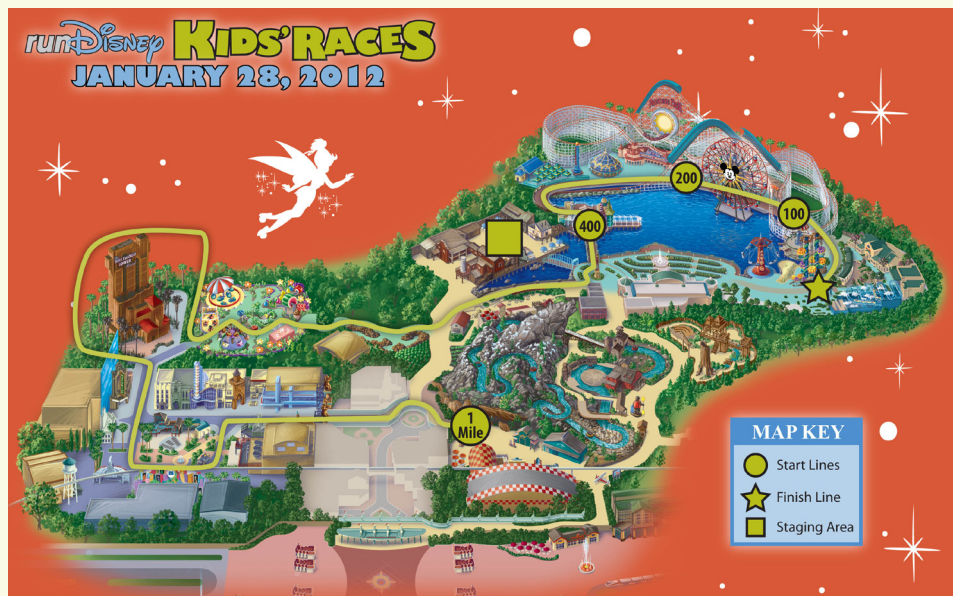 runDisney KIDS' RACES
JANUARY 28, 2012
200
100
400
1
Mile
MAP KEY
Start Lines
Finish Line
Staging Area